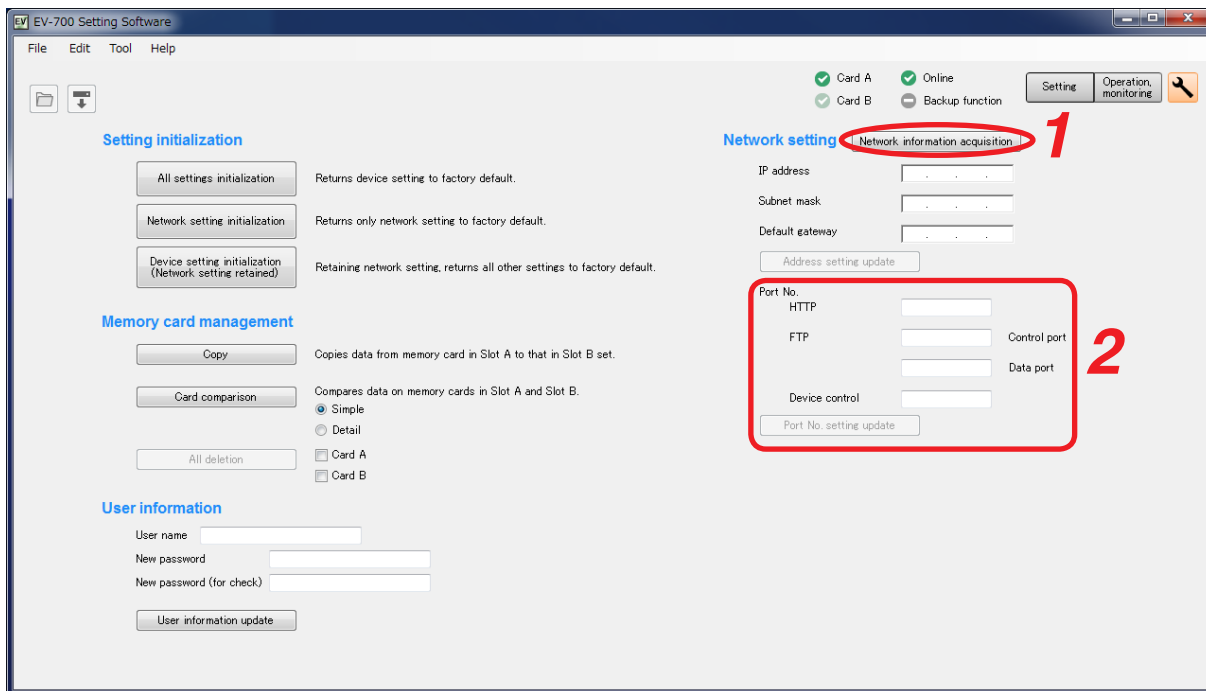 EV EV-700 Setting Software
File Edit Tool Help
Card A Online
Card B Backup function
Setting
Operation,
monitoring
Setting initialization
All settings initialization Returns device setting to factory default.
Network setting initialization Returns only network setting to factory default.
Device setting initialization
(Network setting retained)
Retaining network setting, returns all other settings to factory default.
Memory card management
Copy Copies data from memory card in Slot A to that in Slot B set.
Card comparison Compares data on memory cards in Slot A and Slot B.
Simple
Detail
All deletion Card A
Card B
User information
User name
New password
New password (for check)
User information update
Network setting Network information acquisition 1
IP address . . .
Subnet mask . . .
Default gateway . . .
Address setting update
Port No.
HTTP
FTP Control port
Data port
2
Device control
Port No. setting update